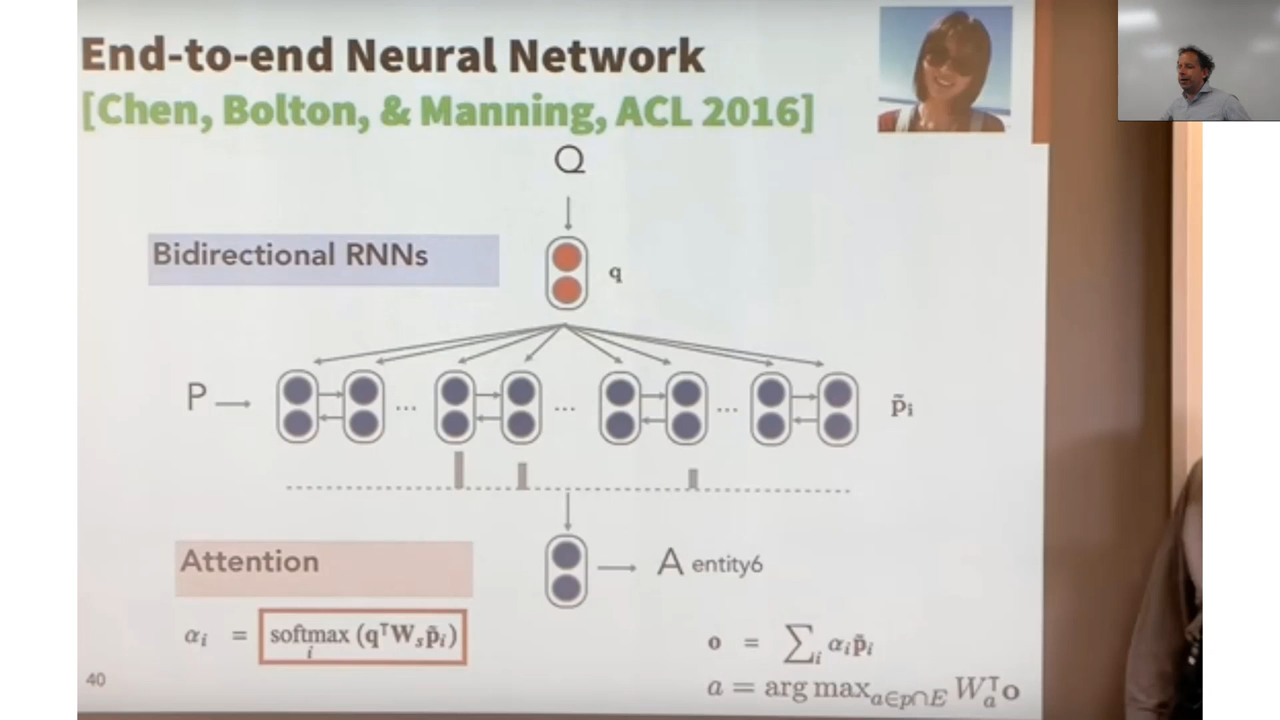 End-to-end Neural Network
[Chen, Bolton, & Manning, ACL 2016]
Q
Bidirectional RNNs
q
P
... ... ...
p̃ᵢ
Attention
A entity6
αᵢ = softmaxᵢ (qᵀWₛp̃ᵢ)
o = ∑ᵢ αᵢp̃ᵢ
a = arg maxₐ∈ₚ∩E Wₐᵀo
40